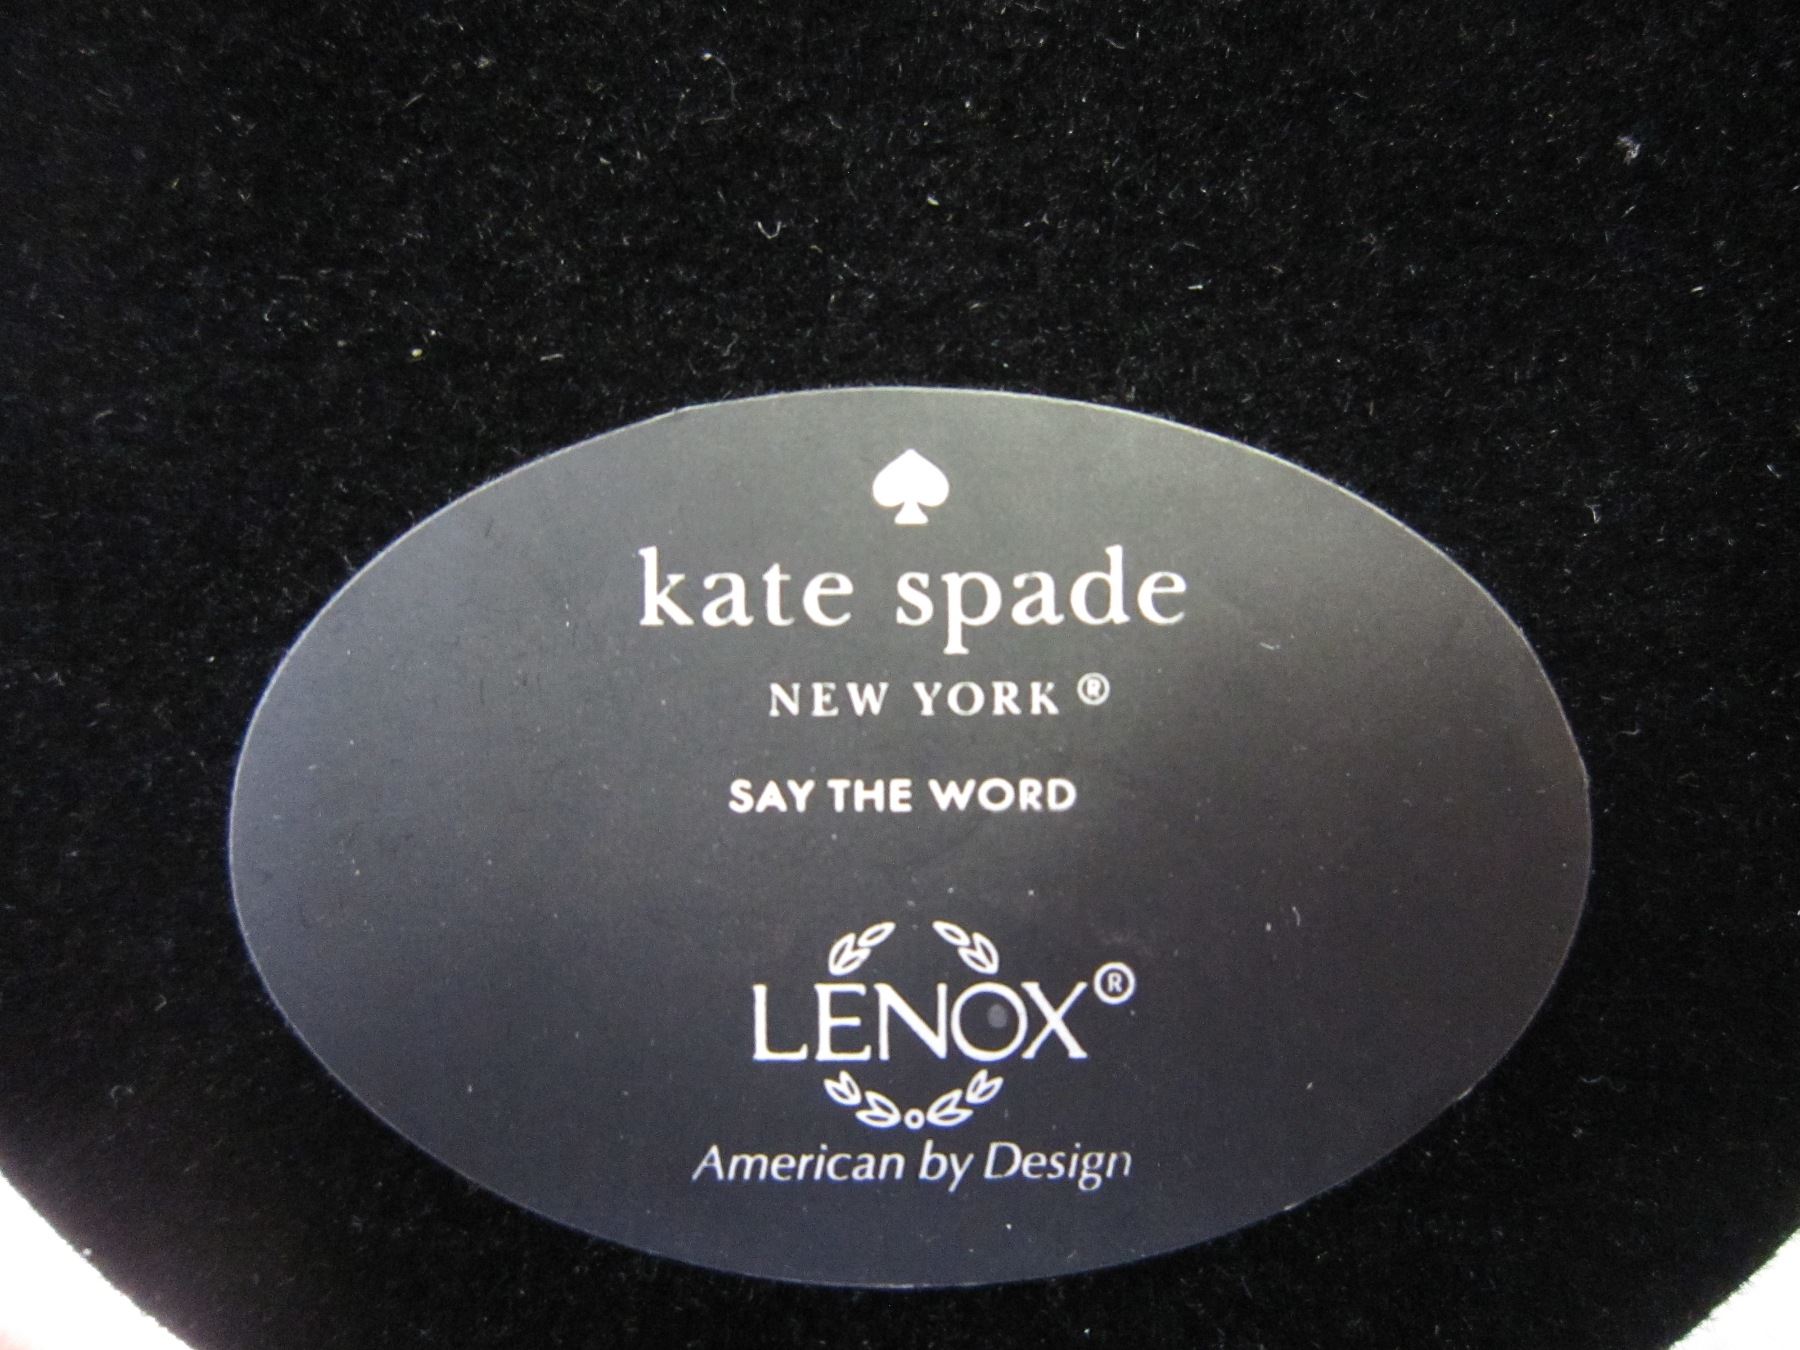 kate spade
NEW YORK ®
SAY THE WORD
LENOX®
American by Design